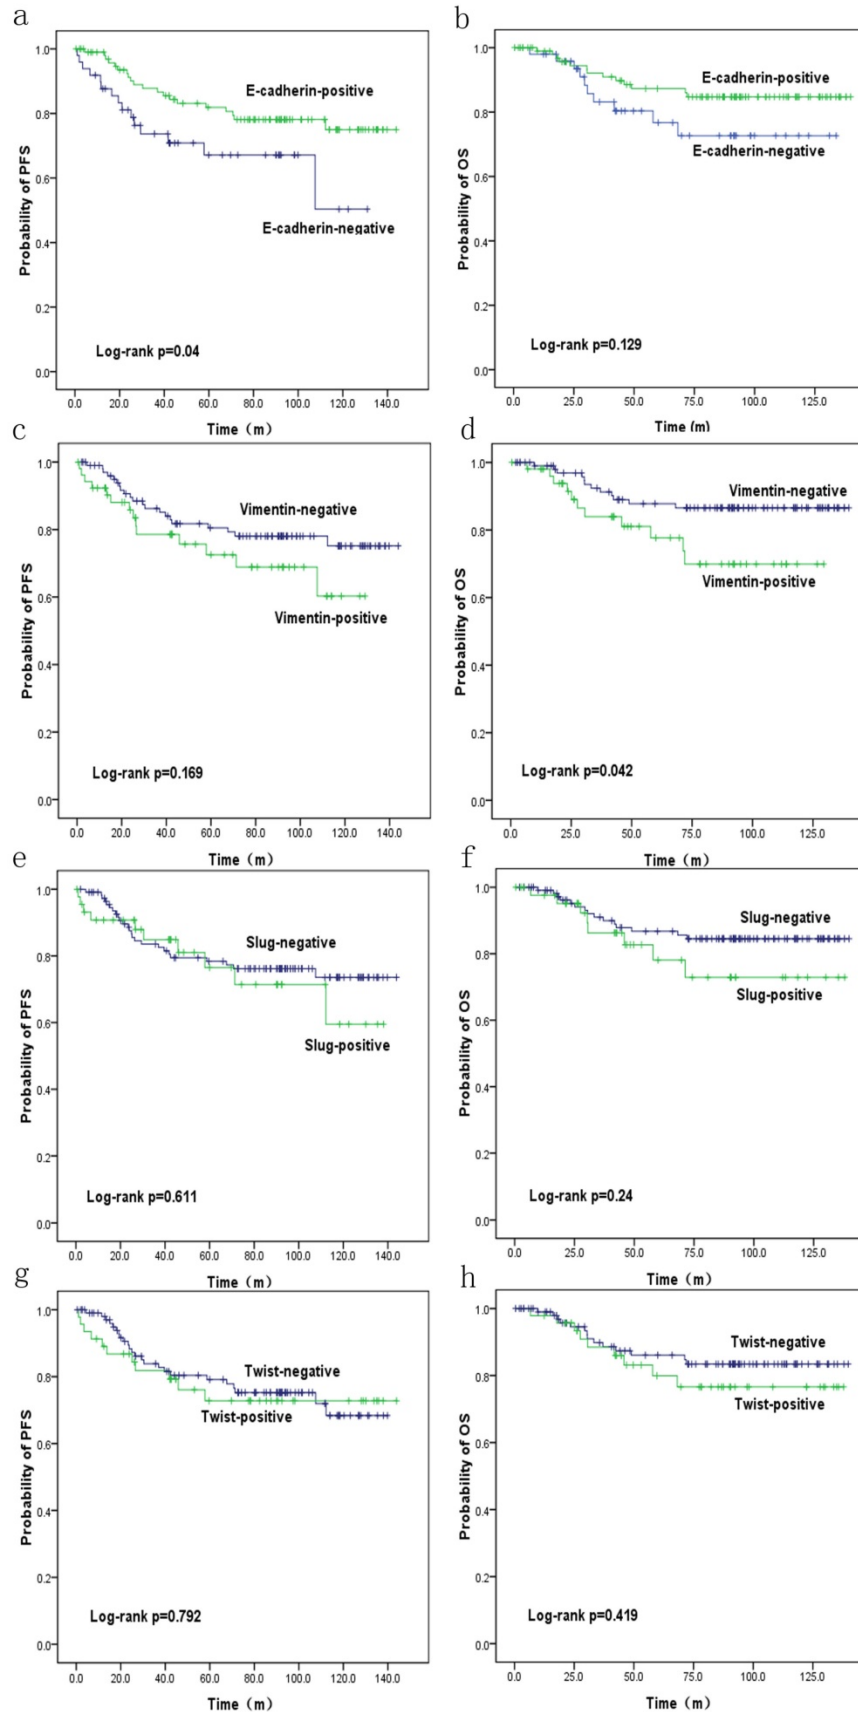 a
Probability of PFS
1.0
0.8
0.6
0.4
0.2
0.0
E-cadherin-positive
E-cadherin-negative
Log-rank p=0.04
0.0 20.0 40.0 60.0 80.0 100.0 120.0 140.0
Time (m)
b
Probability of OS
1.0
0.8
0.6
0.4
0.2
0.0
E-cadherin-positive
E-cadherin-negative
Log-rank p=0.129
0.0 25.0 50.0 75.0 100.0 125.0
Time (m)
c
Probability of PFS
1.0
0.8
0.6
0.4
0.2
0.0
Vimentin-negative
Vimentin-positive
Log-rank p=0.169
0.0 20.0 40.0 60.0 80.0 100.0 120.0 140.0
Time (m)
d
Probability of OS
1.0
0.8
0.6
0.4
0.2
0.0
Vimentin-negative
Vimentin-positive
Log-rank p=0.042
0.0 25.0 50.0 75.0 100.0 125.0
Time (m)
e
Probability of PFS
1.0
0.8
0.6
0.4
0.2
0.0
Slug-negative
Slug-positive
Log-rank p=0.611
0.0 20.0 40.0 60.0 80.0 100.0 120.0 140.0
Time (m)
f
Probability of OS
1.0
0.8
0.6
0.4
0.2
0.0
Slug-negative
Slug-positive
Log-rank p=0.24
0.0 25.0 50.0 75.0 100.0 125.0
Time (m)
g
Probability of PFS
1.0
0.8
0.6
0.4
0.2
0.0
Twist-negative
Twist-positive
Log-rank p=0.792
0.0 20.0 40.0 60.0 80.0 100.0 120.0 140.0
Time (m)
h
Probability of OS
1.0
0.8
0.6
0.4
0.2
0.0
Twist-negative
Twist-positive
Log-rank p=0.419
0.0 25.0 50.0 75.0 100.0 125.0
Time (m)